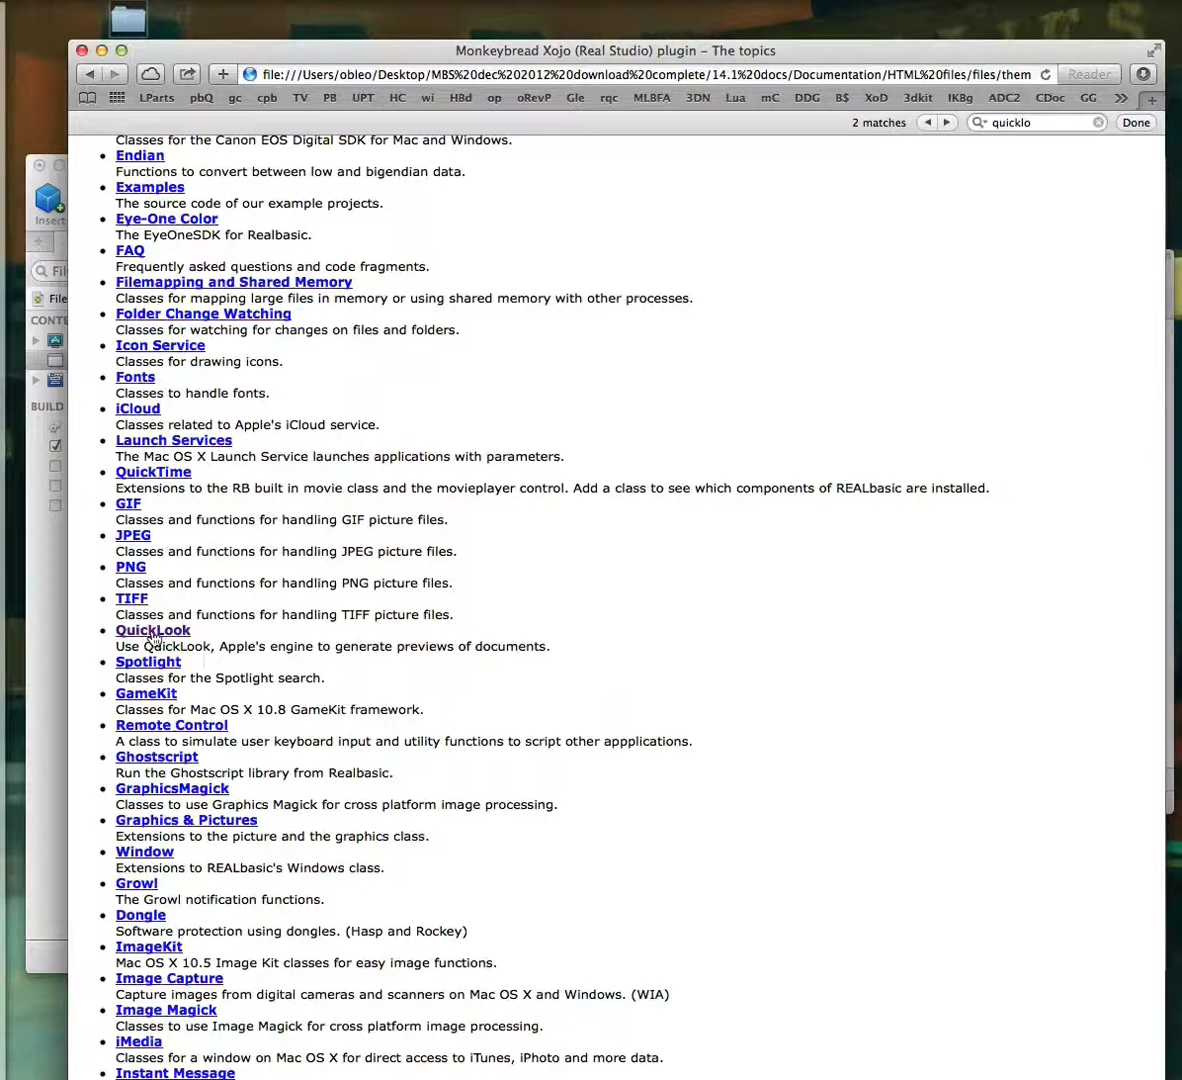 Monkeybread Xojo (Real Studio) plugin – The topics
file:///Users/obleo/Desktop/MBS%20dec%202012%20download%20complete/14.1%20docs/Documentation/HTML%20files/files/them Reader
LParts pbQ gc cpb TV PB UPT HC wi HBd op oRevP Gle rqc MLBFA 3DN Lua mC DDG B$ XoD 3dkit IKBg ADC2 CDoc GG
2 matches quicklo Done
Classes for the Canon EOS Digital SDK for Mac and Windows.
• Endian
Functions to convert between low and bigendian data.
• Examples
The source code of our example projects.
• Eye-One Color
The EyeOneSDK for Realbasic.
• FAQ
Frequently asked questions and code fragments.
• Filemapping and Shared Memory
Classes for mapping large files in memory or using shared memory with other processes.
• Folder Change Watching
Classes for watching for changes on files and folders.
• Icon Service
Classes for drawing icons.
• Fonts
Classes to handle fonts.
• iCloud
Classes related to Apple's iCloud service.
• Launch Services
The Mac OS X Launch Service launches applications with parameters.
• QuickTime
Extensions to the RB built in movie class and the movieplayer control. Add a class to see which components of REALbasic are installed.
• GIF
Classes and functions for handling GIF picture files.
• JPEG
Classes and functions for handling JPEG picture files.
• PNG
Classes and functions for handling PNG picture files.
• TIFF
Classes and functions for handling TIFF picture files.
• QuickLook
Use QuickLook, Apple's engine to generate previews of documents.
• Spotlight
Classes for the Spotlight search.
• GameKit
Classes for Mac OS X 10.8 GameKit framework.
• Remote Control
A class to simulate user keyboard input and utility functions to script other appplications.
• Ghostscript
Run the Ghostscript library from Realbasic.
• GraphicsMagick
Classes to use Graphics Magick for cross platform image processing.
• Graphics & Pictures
Extensions to the picture and the graphics class.
• Window
Extensions to REALbasic's Windows class.
• Growl
The Growl notification functions.
• Dongle
Software protection using dongles. (Hasp and Rockey)
• ImageKit
Mac OS X 10.5 Image Kit classes for easy image functions.
• Image Capture
Capture images from digital cameras and scanners on Mac OS X and Windows. (WIA)
• Image Magick
Classes to use Image Magick for cross platform image processing.
• iMedia
Classes for a window on Mac OS X for direct access to iTunes, iPhoto and more data.
• Instant Message
Insert
Fil
File
CONTE
BUILD